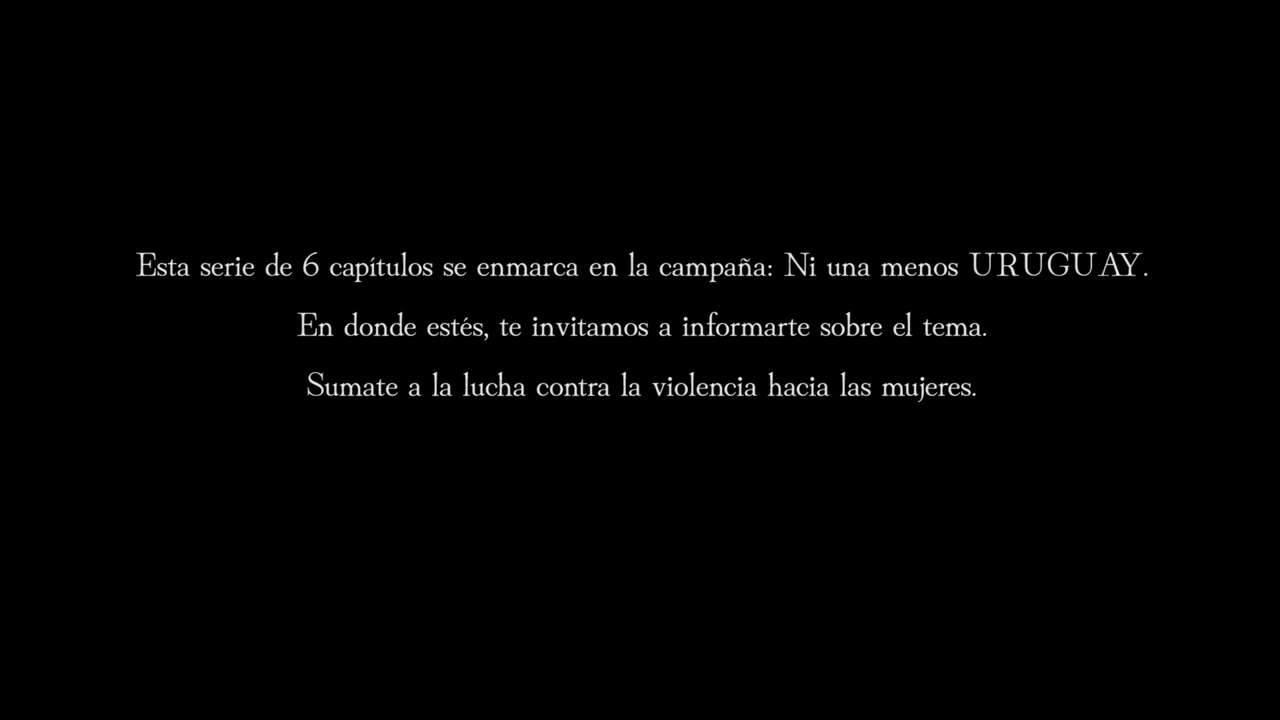 Esta serie de 6 capítulos se enmarca en la campaña: Ni una menos URUGUAY.
En donde estés, te invitamos a informarte sobre el tema.
Sumate a la lucha contra la violencia hacia las mujeres.